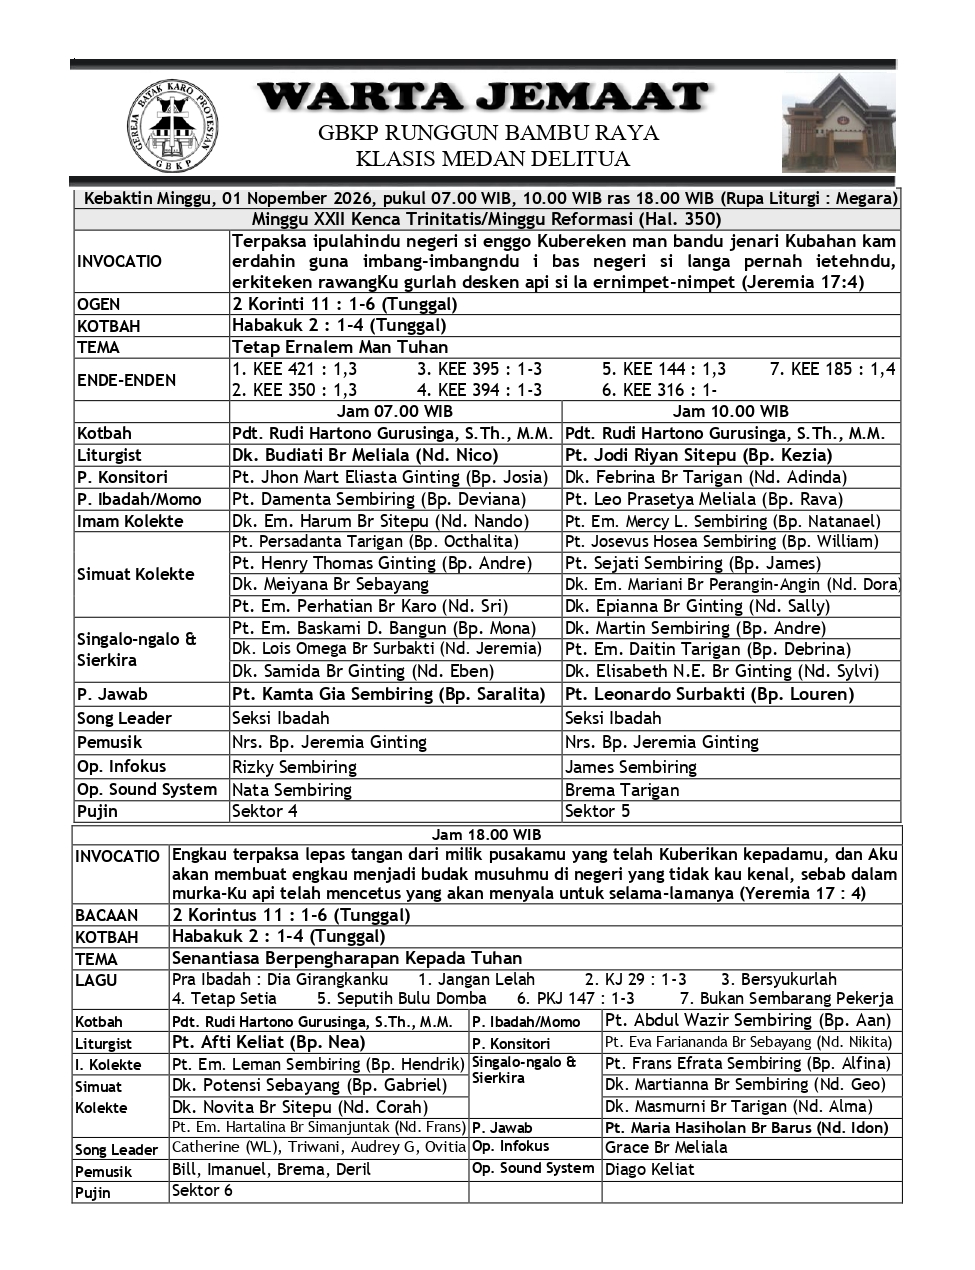 GEREJA BATAK KARO PROTESTAN
GBKP
WARTA JEMAAT
GBKP RUNGGUN BAMBU RAYA
KLASIS MEDAN DELITUA
Kebaktin Minggu, 01 Nopember 2026, pukul 07.00 WIB, 10.00 WIB ras 18.00 WIB (Rupa Liturgi : Megara)
Minggu XXII Kenca Trinitatis/Minggu Reformasi (Hal. 350)
INVOCATIO
Terpaksa ipulahindu negeri si enggo Kubereken man bandu jenari Kubahan kam
erdahin guna imbang-imbangndu i bas negeri si langa pernah ietehndu,
erkiteken rawangKu gurlah desken api si la ernimpet-nimpet (Jeremia 17:4)
OGEN 2 Korinti 11 : 1-6 (Tunggal)
KOTBAH Habakuk 2 : 1-4 (Tunggal)
TEMA Tetap Ernalem Man Tuhan
ENDE-ENDEN
1. KEE 421 : 1,3 3. KEE 395 : 1-3 5. KEE 144 : 1,3 7. KEE 185 : 1,4
2. KEE 350 : 1,3 4. KEE 394 : 1-3 6. KEE 316 : 1-
Jam 07.00 WIB Jam 10.00 WIB
Kotbah Pdt. Rudi Hartono Gurusinga, S.Th., M.M. Pdt. Rudi Hartono Gurusinga, S.Th., M.M.
Liturgist Dk. Budiati Br Meliala (Nd. Nico) Pt. Jodi Riyan Sitepu (Bp. Kezia)
P. Konsitori Pt. Jhon Mart Eliasta Ginting (Bp. Josia) Dk. Febrina Br Tarigan (Nd. Adinda)
P. Ibadah/Momo Pt. Damenta Sembiring (Bp. Deviana) Pt. Leo Prasetya Meliala (Bp. Rava)
Imam Kolekte Dk. Em. Harum Br Sitepu (Nd. Nando) Pt. Em. Mercy L. Sembiring (Bp. Natanael)
Simuat Kolekte
Pt. Persadanta Tarigan (Bp. Octhalita) Pt. Josevus Hosea Sembiring (Bp. William)
Pt. Henry Thomas Ginting (Bp. Andre) Pt. Sejati Sembiring (Bp. James)
Dk. Meiyana Br Sebayang Dk. Em. Mariani Br Perangin-Angin (Nd. Dora)
Pt. Em. Perhatian Br Karo (Nd. Sri) Dk. Epianna Br Ginting (Nd. Sally)
Singalo-ngalo &
Sierkira
Pt. Em. Baskami D. Bangun (Bp. Mona) Dk. Martin Sembiring (Bp. Andre)
Dk. Lois Omega Br Surbakti (Nd. Jeremia) Pt. Em. Daitin Tarigan (Bp. Debrina)
Dk. Samida Br Ginting (Nd. Eben) Dk. Elisabeth N.E. Br Ginting (Nd. Sylvi)
P. Jawab Pt. Kamta Gia Sembiring (Bp. Saralita) Pt. Leonardo Surbakti (Bp. Louren)
Song Leader Seksi Ibadah Seksi Ibadah
Pemusik Nrs. Bp. Jeremia Ginting Nrs. Bp. Jeremia Ginting
Op. Infokus Rizky Sembiring James Sembiring
Op. Sound System Nata Sembiring Brema Tarigan
Pujin Sektor 4 Sektor 5
Jam 18.00 WIB
INVOCATIO
Engkau terpaksa lepas tangan dari milik pusakamu yang telah Kuberikan kepadamu, dan Aku
akan membuat engkau menjadi budak musuhmu di negeri yang tidak kau kenal, sebab dalam
murka-Ku api telah mencetus yang akan menyala untuk selama-lamanya (Yeremia 17 : 4)
BACAAN 2 Korintus 11 : 1-6 (Tunggal)
KOTBAH Habakuk 2 : 1-4 (Tunggal)
TEMA Senantiasa Berpengharapan Kepada Tuhan
LAGU Pra Ibadah : Dia Girangkanku 1. Jangan Lelah 2. KJ 29 : 1-3 3. Bersyukurlah
4. Tetap Setia 5. Seputih Bulu Domba 6. PKJ 147 : 1-3 7. Bukan Sembarang Pekerja
Kotbah Pdt. Rudi Hartono Gurusinga, S.Th., M.M. P. Ibadah/Momo Pt. Abdul Wazir Sembiring (Bp. Aan)
Liturgist Pt. Afti Keliat (Bp. Nea) P. Konsitori Pt. Eva Fariananda Br Sebayang (Nd. Nikita)
I. Kolekte Pt. Em. Leman Sembiring (Bp. Hendrik) Singalo-ngalo & Pt. Frans Efrata Sembiring (Bp. Alfina)
Simuat Dk. Potensi Sebayang (Bp. Gabriel) Sierkira Dk. Martianna Br Sembiring (Nd. Geo)
Kolekte Dk. Novita Br Sitepu (Nd. Corah) Dk. Masmurni Br Tarigan (Nd. Alma)
Pt. Em. Hartalina Br Simanjuntak (Nd. Frans) P. Jawab Pt. Maria Hasiholan Br Barus (Nd. Idon)
Song Leader Catherine (WL), Triwani, Audrey G, Ovitia Op. Infokus Grace Br Meliala
Pemusik Bill, Imanuel, Brema, Deril Op. Sound System Diago Keliat
Pujin Sektor 6